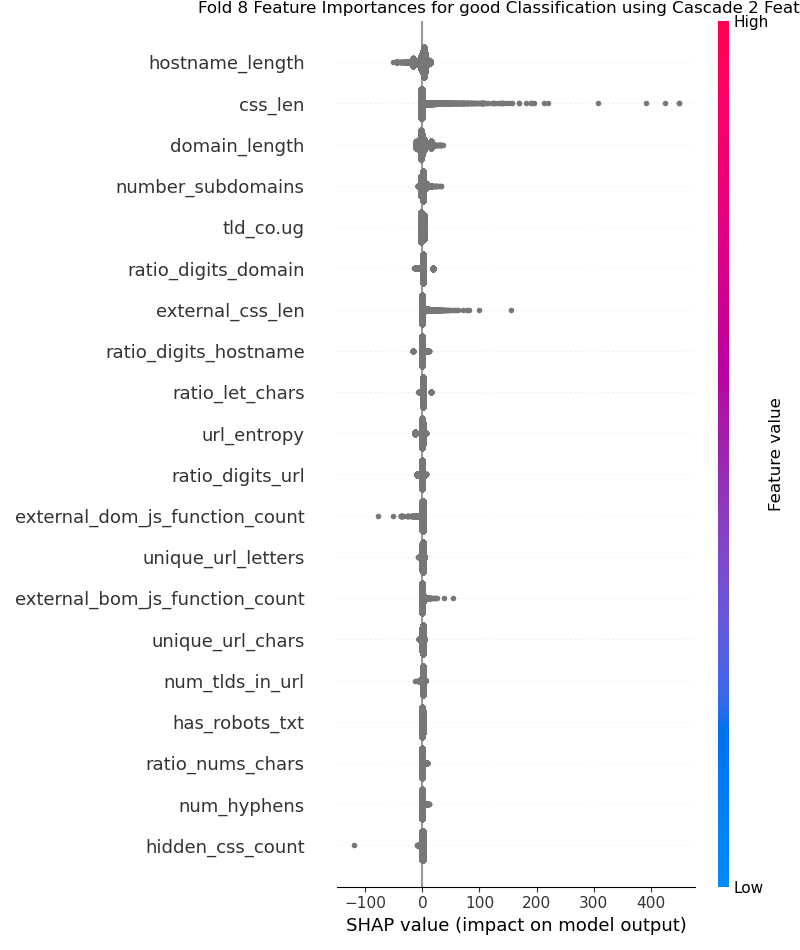 Fold 8 Feature Importances for good Classification using Cascade 2 Feat
High
hostname_length
css_len
domain_length
number_subdomains
tld_co.ug
ratio_digits_domain
external_css_len
ratio_digits_hostname
ratio_let_chars
url_entropy
ratio_digits_url
external_dom_js_function_count
unique_url_letters
external_bom_js_function_count
unique_url_chars
num_tlds_in_url
has_robots_txt
ratio_nums_chars
num_hyphens
hidden_css_count
Feature value
Low
−100 0 100 200 300 400
SHAP value (impact on model output)